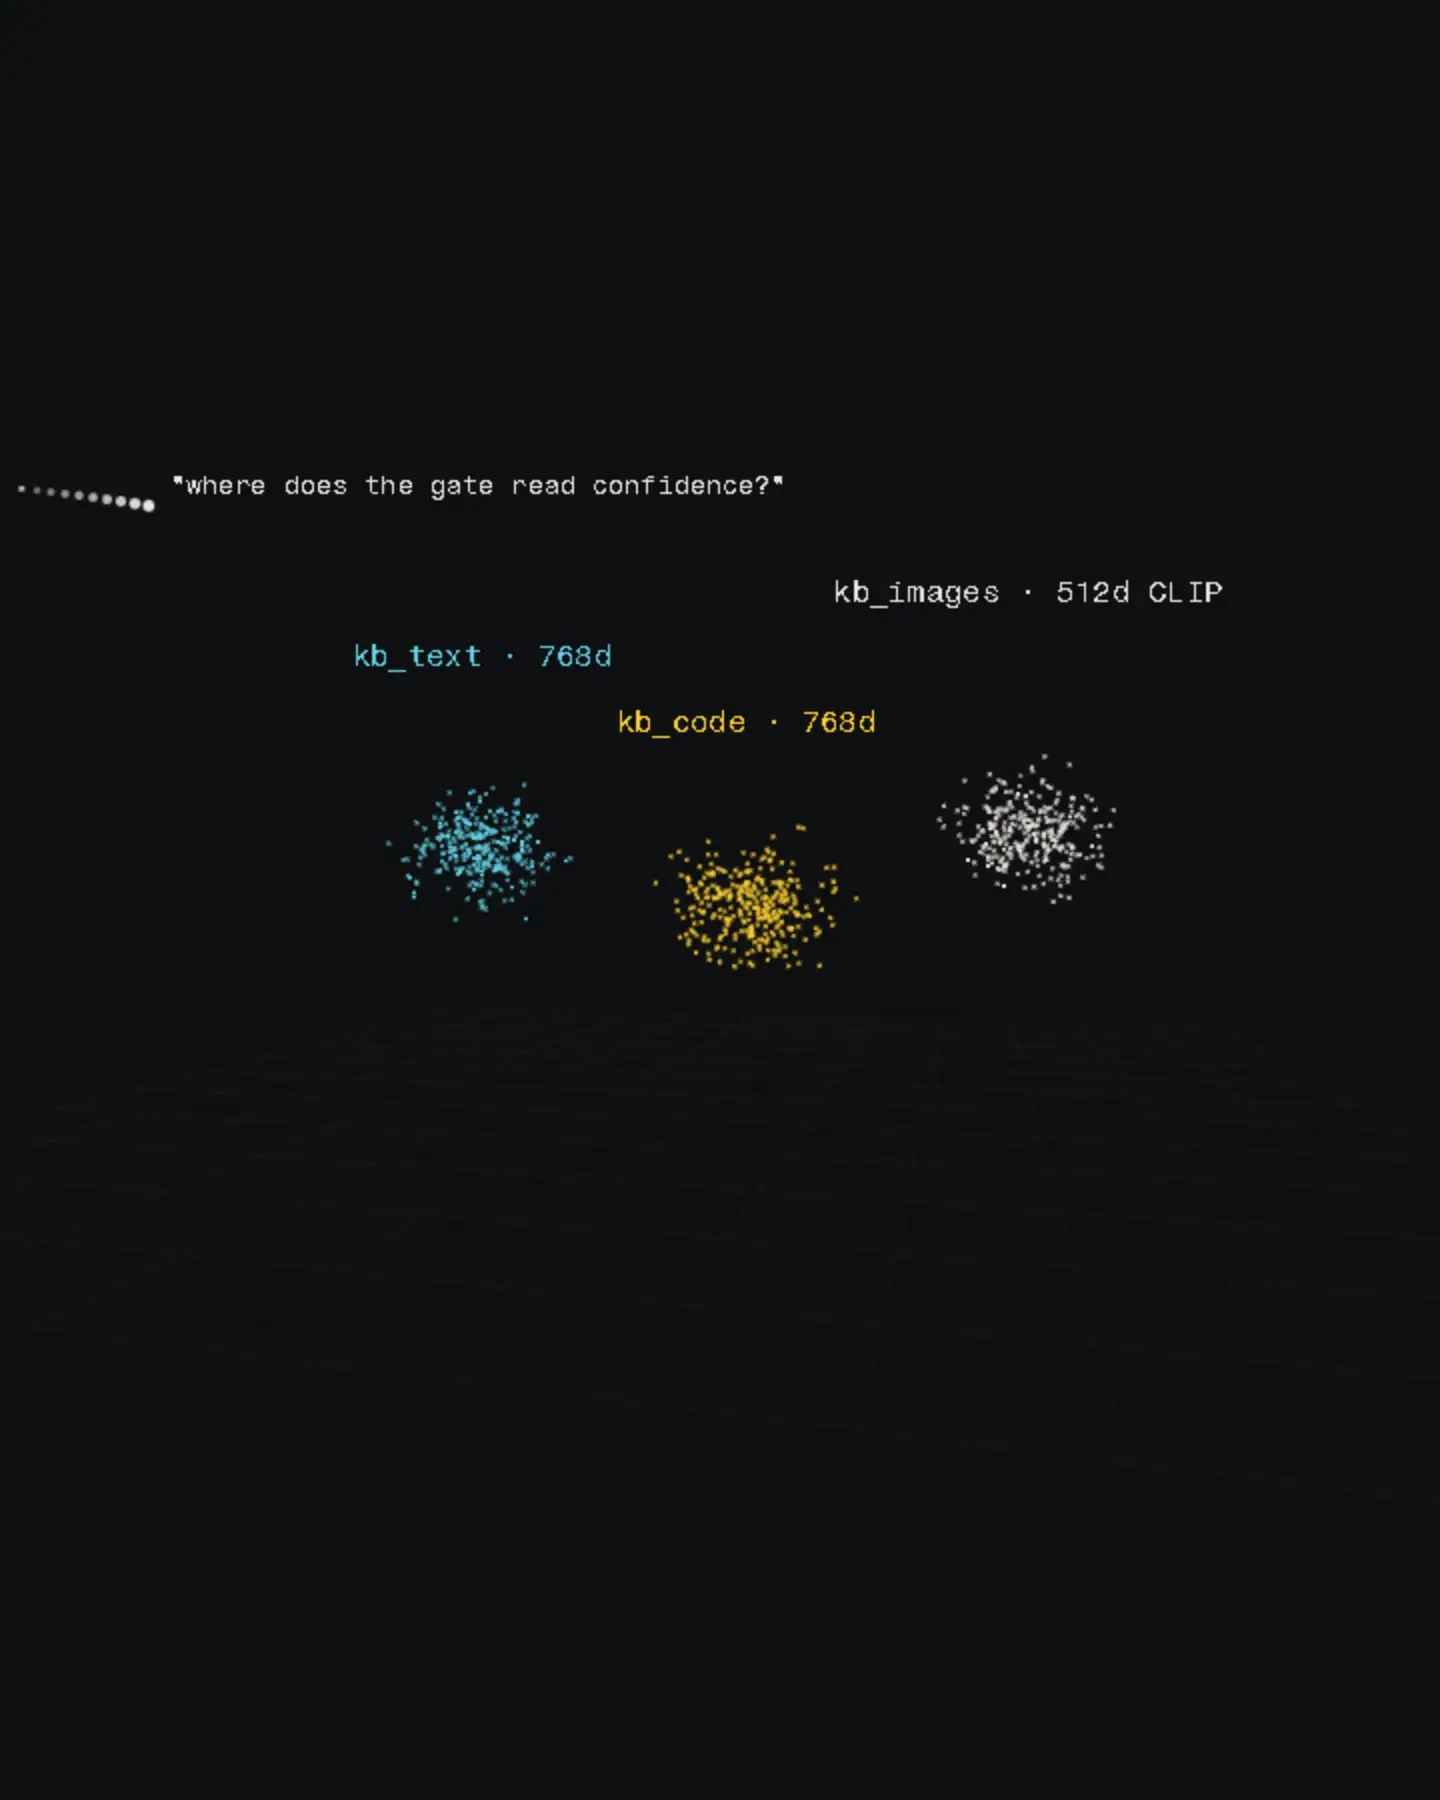 "where does the gate read confidence?"
kb_images · 512d CLIP
kb_text · 768d
kb_code · 768d